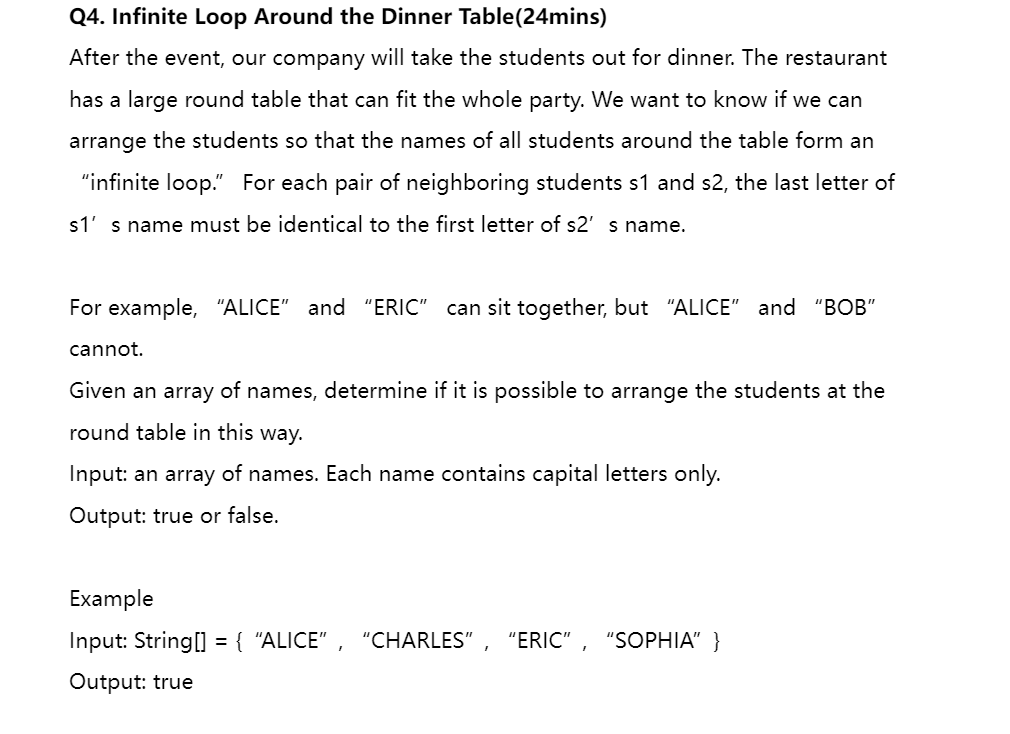 Q4. Infinite Loop Around the Dinner Table(24mins)
After the event, our company will take the students out for dinner. The restaurant
has a large round table that can fit the whole party. We want to know if we can
arrange the students so that the names of all students around the table form an
“infinite loop.” For each pair of neighboring students s1 and s2, the last letter of
s1’ s name must be identical to the first letter of s2’ s name.
For example, “ALICE” and “ERIC” can sit together, but “ALICE” and “BOB”
cannot.
Given an array of names, determine if it is possible to arrange the students at the
round table in this way.
Input: an array of names. Each name contains capital letters only.
Output: true or false.
Example
Input: String[] = { “ALICE” , “CHARLES” , “ERIC” , “SOPHIA” }
Output: true